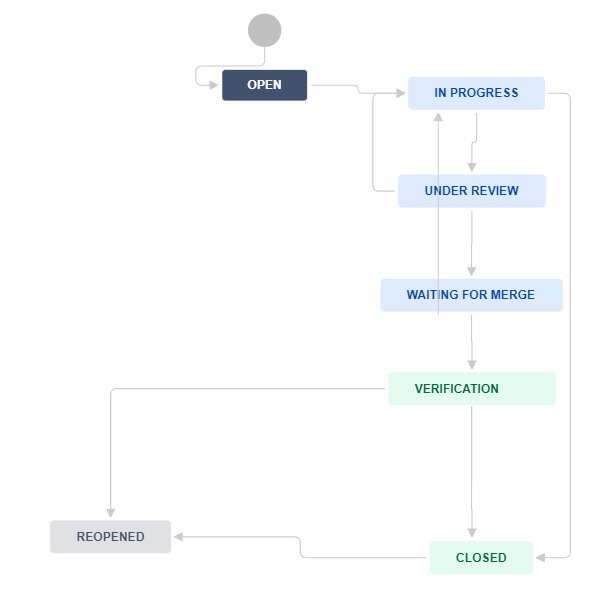 OPEN
IN PROGRESS
UNDER REVIEW
WAITING FOR MERGE
VERIFICATION
REOPENED
CLOSED